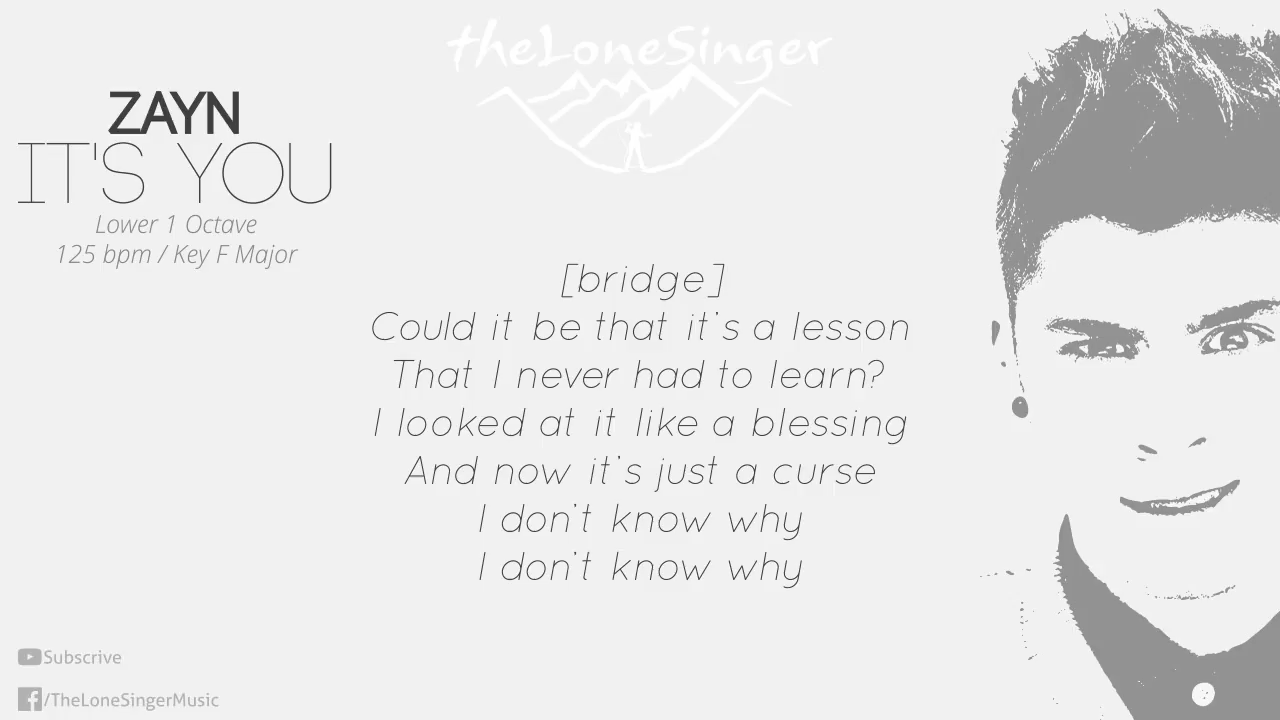 theLoneSinger
ZAYN
IT'S YOU
Lower 1 Octave
125 bpm / Key F Major
[bridge]
Could it be that it's a lesson
That I never had to learn?
I looked at it like a blessing
And now it's just a curse
I don't know why
I don't know why
Subscrive
/TheLoneSingerMusic